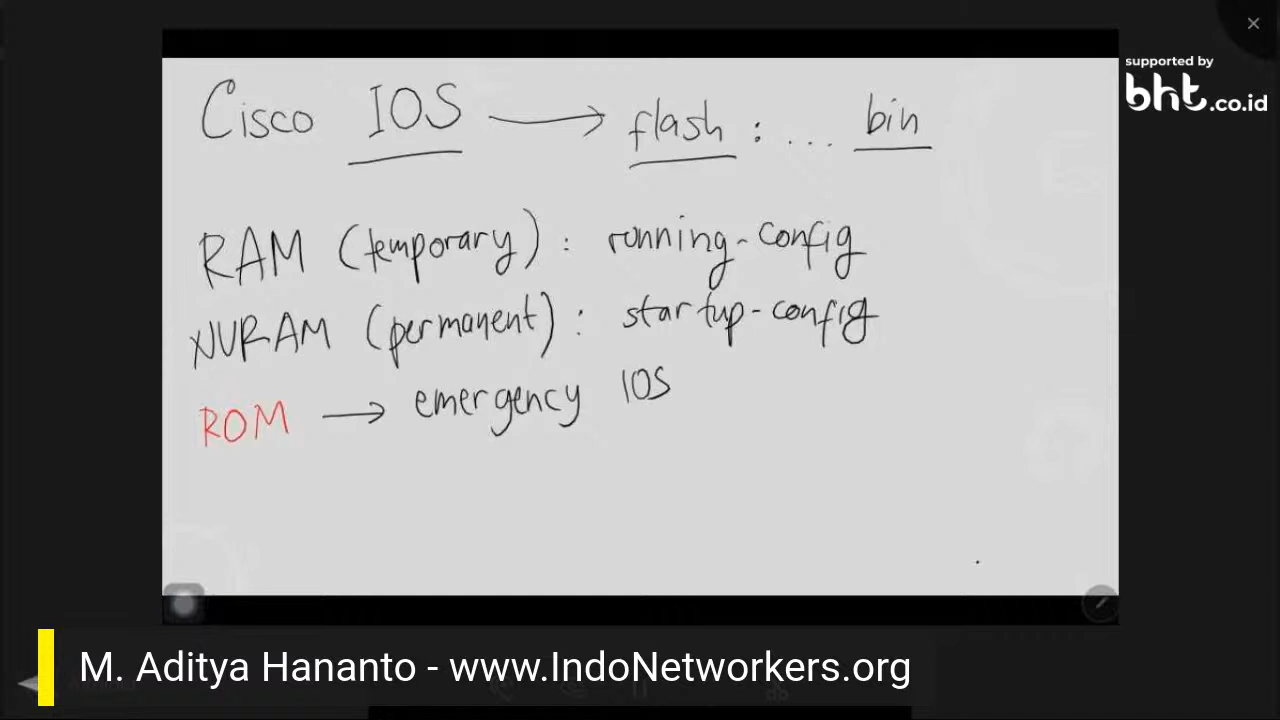 supported by
bht.co.id
Cisco IOS → flash : ... bin
RAM (temporary) : running-config
NVRAM (permanent) : startup-config
ROM → emergency IOS
M. Aditya Hananto - www.IndoNetworkers.org